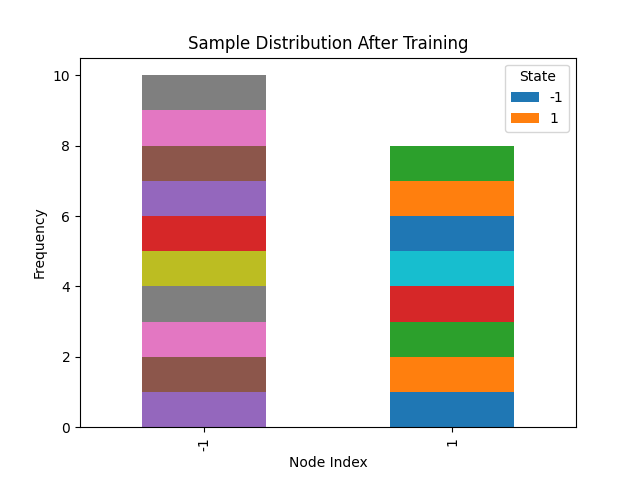 Sample Distribution After Training
State
-1
1
10
8
6
4
2
0
Frequency
-1
1
Node Index